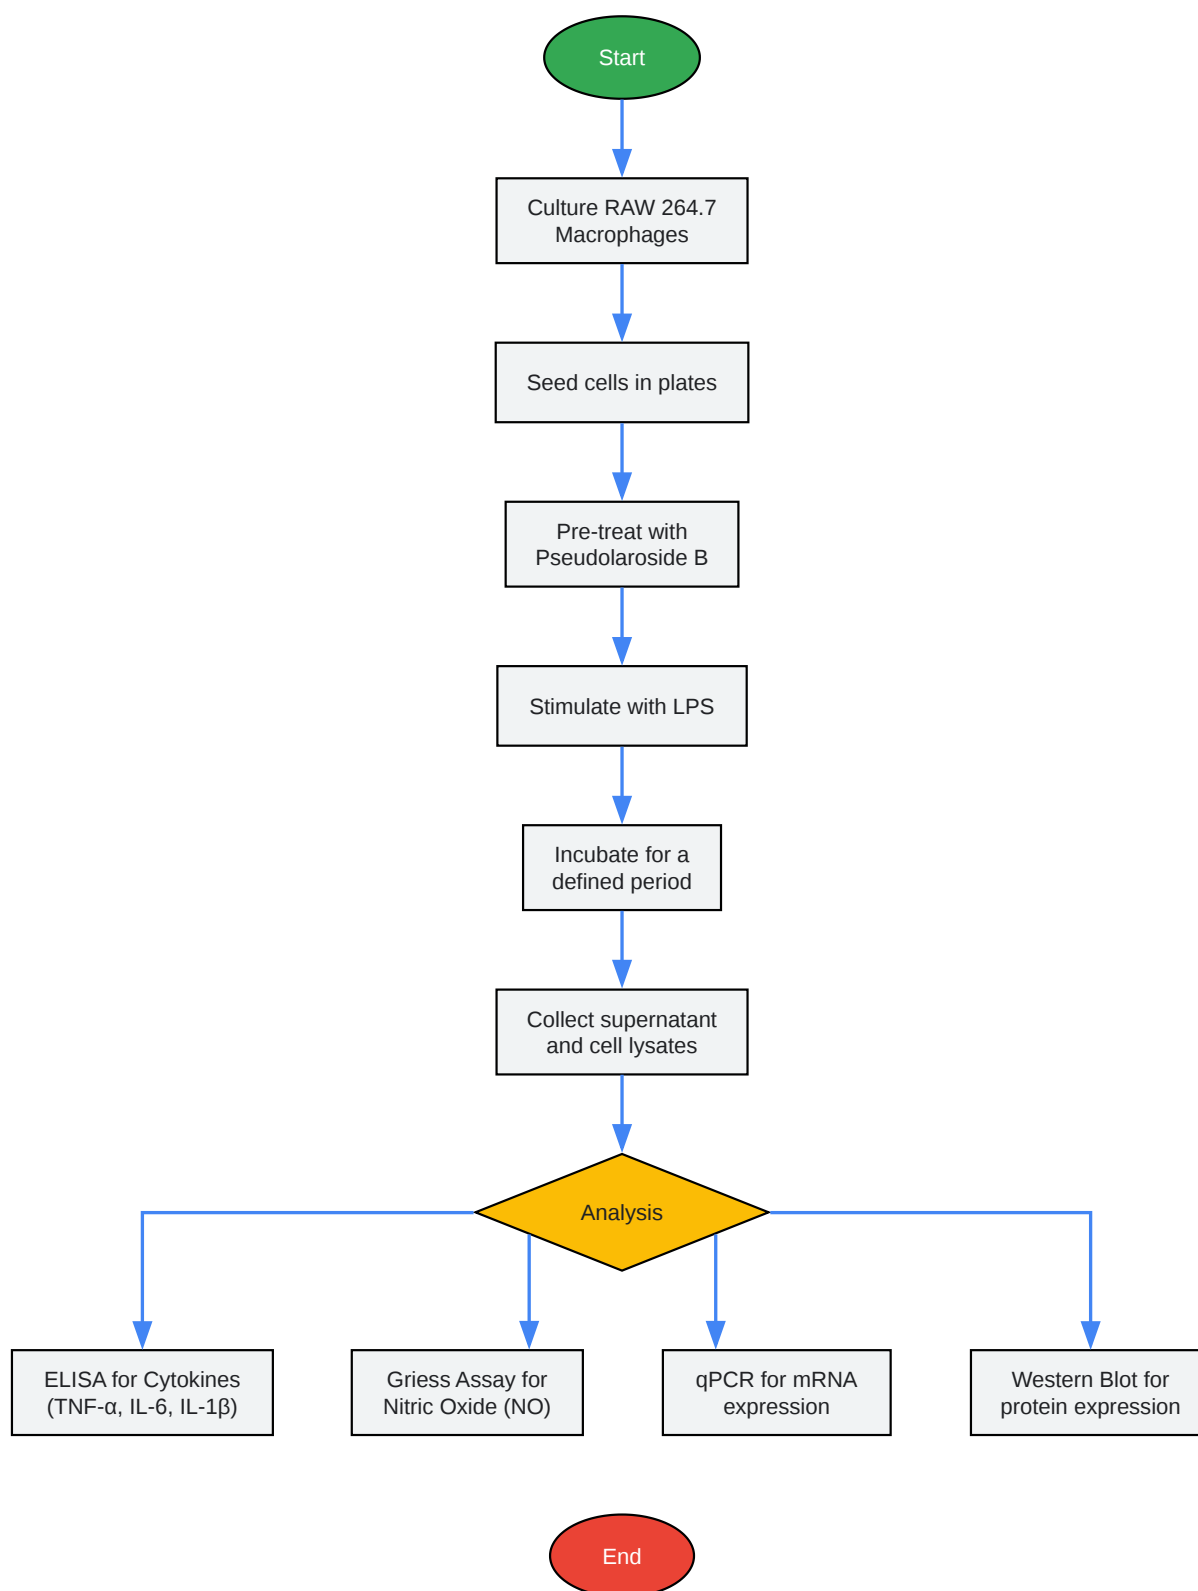 Start
Culture RAW 264.7
Macrophages
Seed cells in plates
Pre-treat with
Pseudolaroside B
Stimulate with LPS
Incubate for a
defined period
Collect supernatant
and cell lysates
Analysis
ELISA for Cytokines
(TNF-α, IL-6, IL-1β)
Griess Assay for
Nitric Oxide (NO)
qPCR for mRNA
expression
Western Blot for
protein expression
End